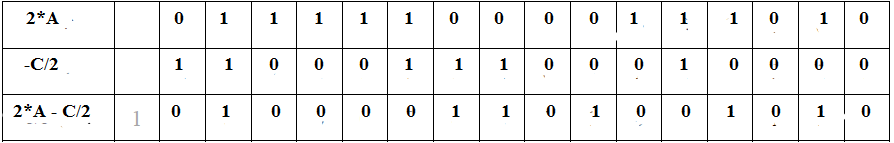 2*A 0 1 1 1 1 1 0 0 0 0 1 1 1 0 1 0
-C/2 1 1 0 0 0 1 1 1 0 0 0 1 0 0 0 0
2*A - C/2 1 0 1 0 0 0 0 1 1 0 1 0 0 1 0 1 0